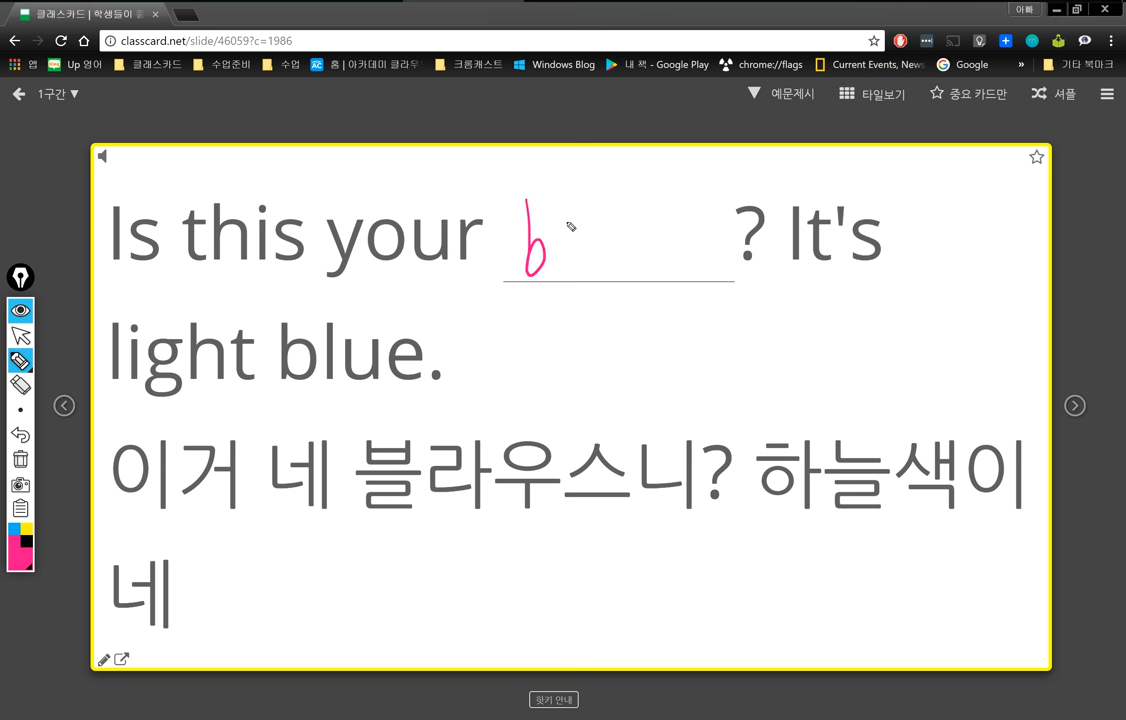 클래스카드 | 학생들이 좋
아빠
classcard.net/slide/46059?c=1986
앱 Up 영어 클래스카드 수업준비 수업 홈 | 아카데미 클라우 크롬캐스트 Windows Blog 내 책 - Google Play chrome://flags Current Events, News Google » 기타 북마크
1구간 ▼ ▼ 예문제시 타일보기 중요 카드만 셔플
Is this your b ? It's
light blue.
이거 네 블라우스니? 하늘색이
네
핫키 안내